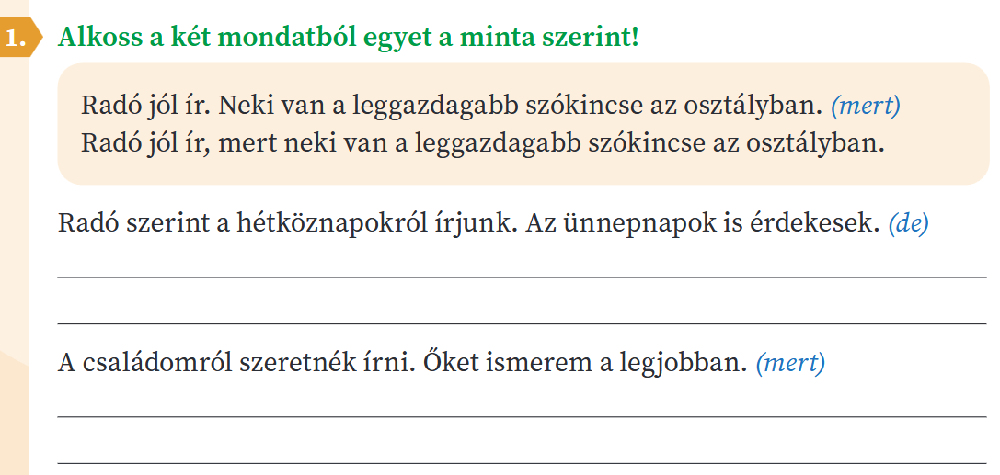 1. Alkoss a két mondatból egyet a minta szerint!
Radó jól ír. Neki van a leggazdagabb szókincse az osztályban. (mert)
Radó jól ír, mert neki van a leggazdagabb szókincse az osztályban.
Radó szerint a hétköznapokról írjunk. Az ünnepnapok is érdekesek. (de)
A családomról szeretnék írni. Őket ismerem a legjobban. (mert)